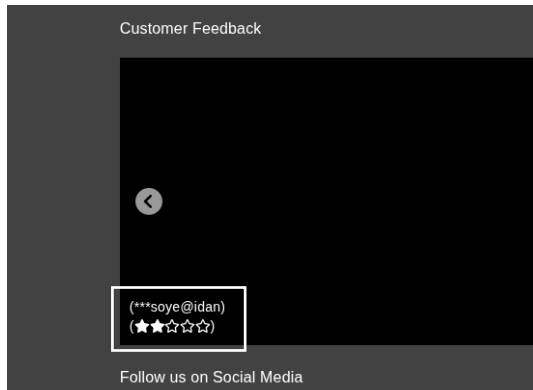 Customer Feedback
(***soye@idan)
(★★☆☆☆)
Follow us on Social Media